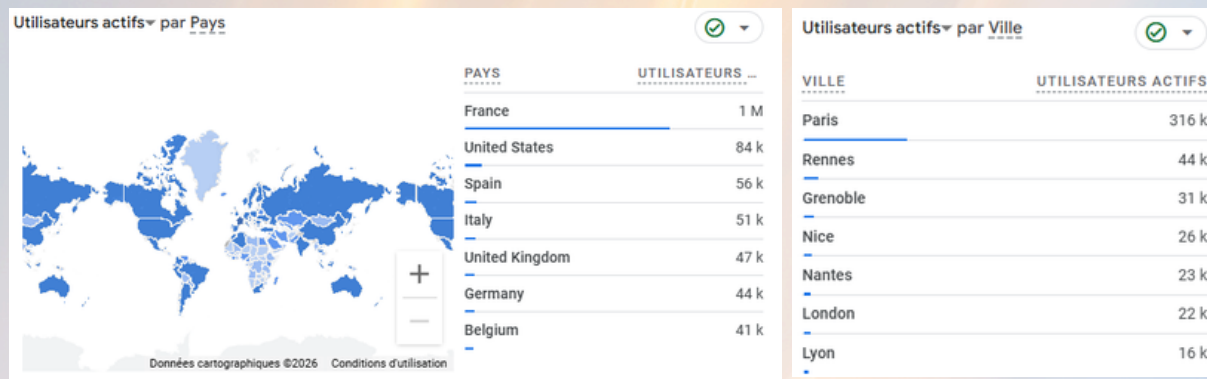 Utilisateurs actifs par Pays
PAYS UTILISATEURS ...
France 1 M
United States 84 k
Spain 56 k
Italy 51 k
United Kingdom 47 k
Germany 44 k
Belgium 41 k
+
−
Données cartographiques ©2026 Conditions d'utilisation
Utilisateurs actifs par Ville
VILLE UTILISATEURS ACTIFS
Paris 316 k
Rennes 44 k
Grenoble 31 k
Nice 26 k
Nantes 23 k
London 22 k
Lyon 16 k